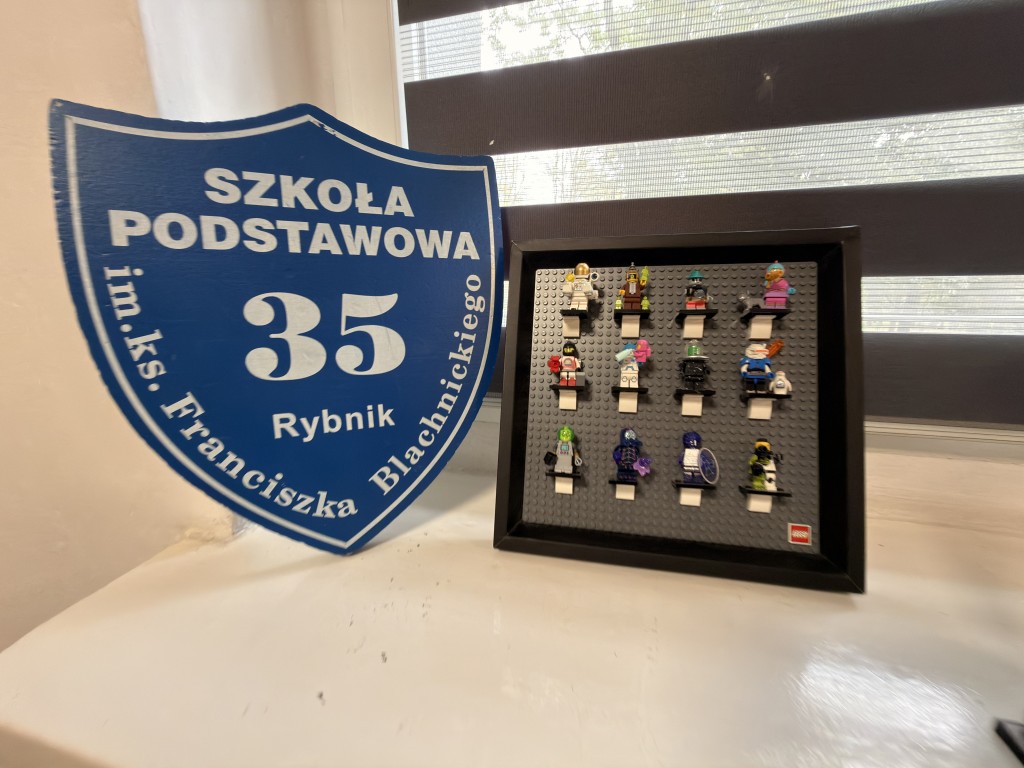 SZKOŁA
PODSTAWOWA
35
Rybnik
im.ks. Franciszka Blachnickiego
LEGO